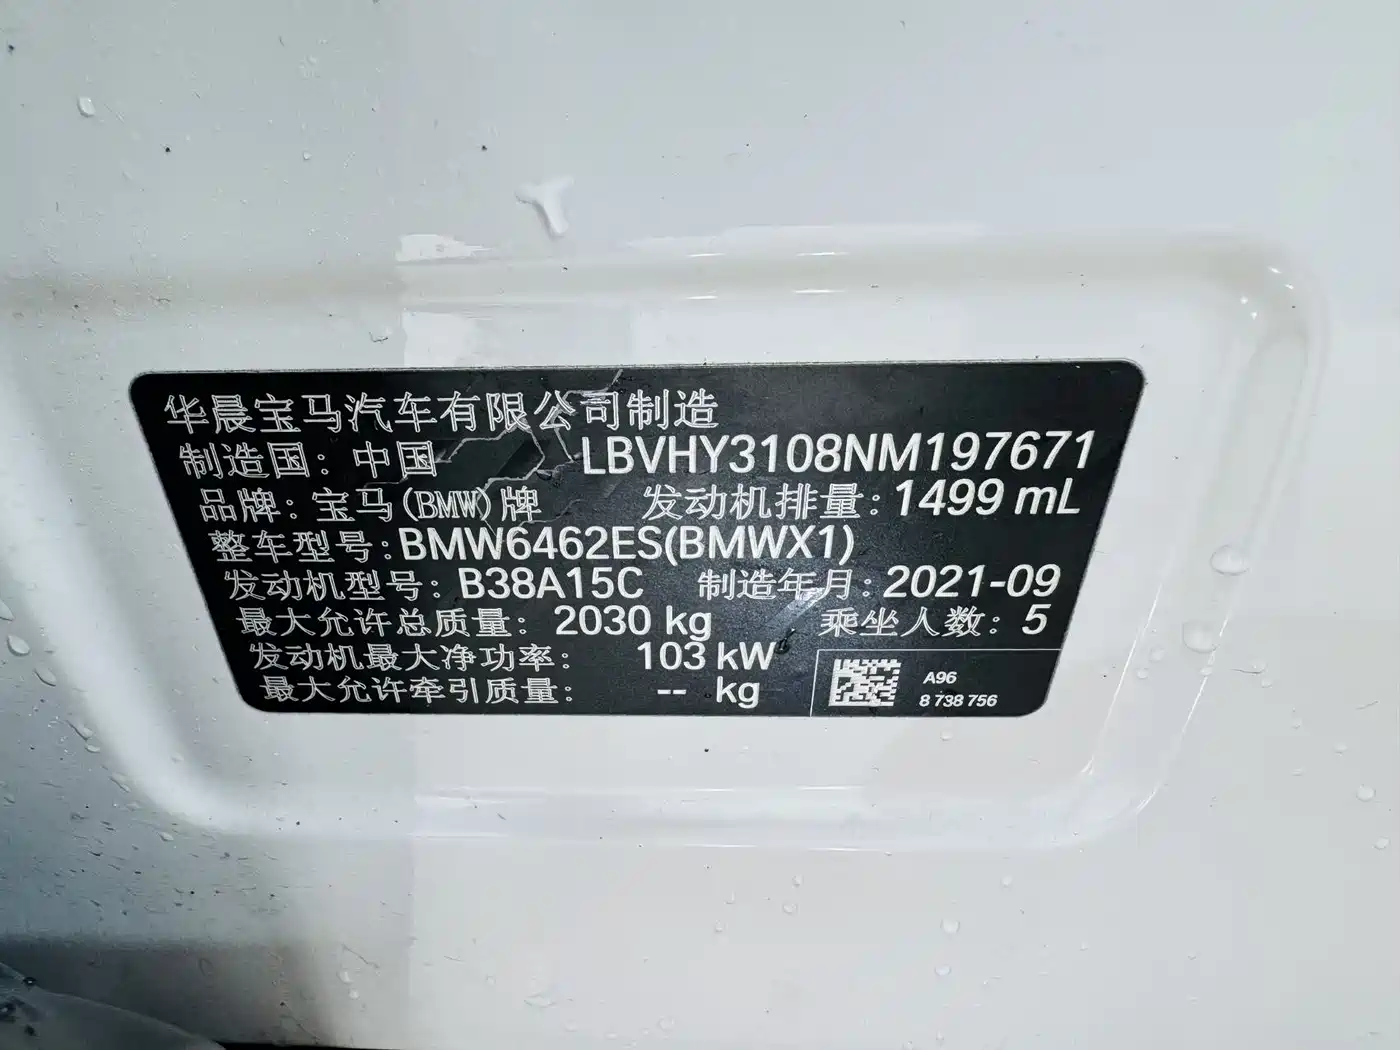 华晨宝马汽车有限公司制造
制造国：中国 LBVHY3108NM197671
品牌：宝马(BMW)牌 发动机排量：1499 mL
整车型号：BMW6462ES(BMWX1)
发动机型号：B38A15C 制造年月：2021-09
最大允许总质量：2030 kg 乘坐人数：5
发动机最大净功率：103 kW
最大允许牵引质量：-- kg
A96
8 738 756